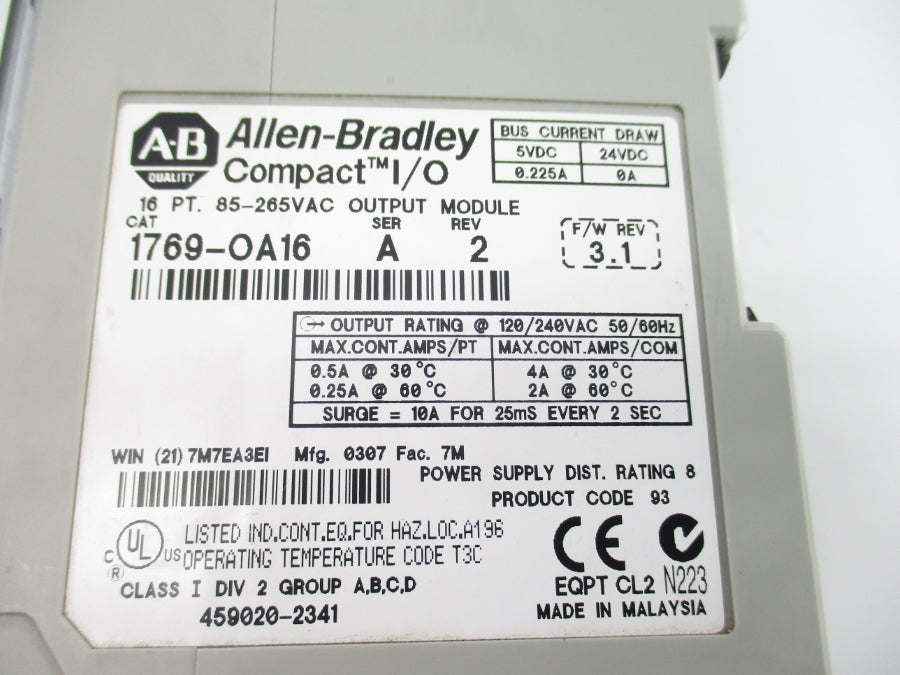 A·B
QUALITY
Allen-Bradley
Compact™ I/O
BUS CURRENT DRAW
5VDC 24VDC
0.225A 0A
16 PT. 85-265VAC OUTPUT MODULE
CAT SER REV
1769-OA16 A 2
F/W REV
3.1
OUTPUT RATING @ 120/240VAC 50/60Hz
MAX.CONT.AMPS/PT MAX.CONT.AMPS/COM
0.5A @ 30°C 4A @ 30°C
0.25A @ 60°C 2A @ 60°C
SURGE = 10A FOR 25mS EVERY 2 SEC
WIN (21) 7M7EA3EI Mfg. 0307 Fac. 7M
POWER SUPPLY DIST. RATING 8
PRODUCT CODE 93
C UL US
®
LISTED IND.CONT.EQ.FOR HAZ.LOC.A196
OPERATING TEMPERATURE CODE T3C
CLASS I DIV 2 GROUP A,B,C,D
459020-2341
CE
EQPT CL2 N223
MADE IN MALAYSIA